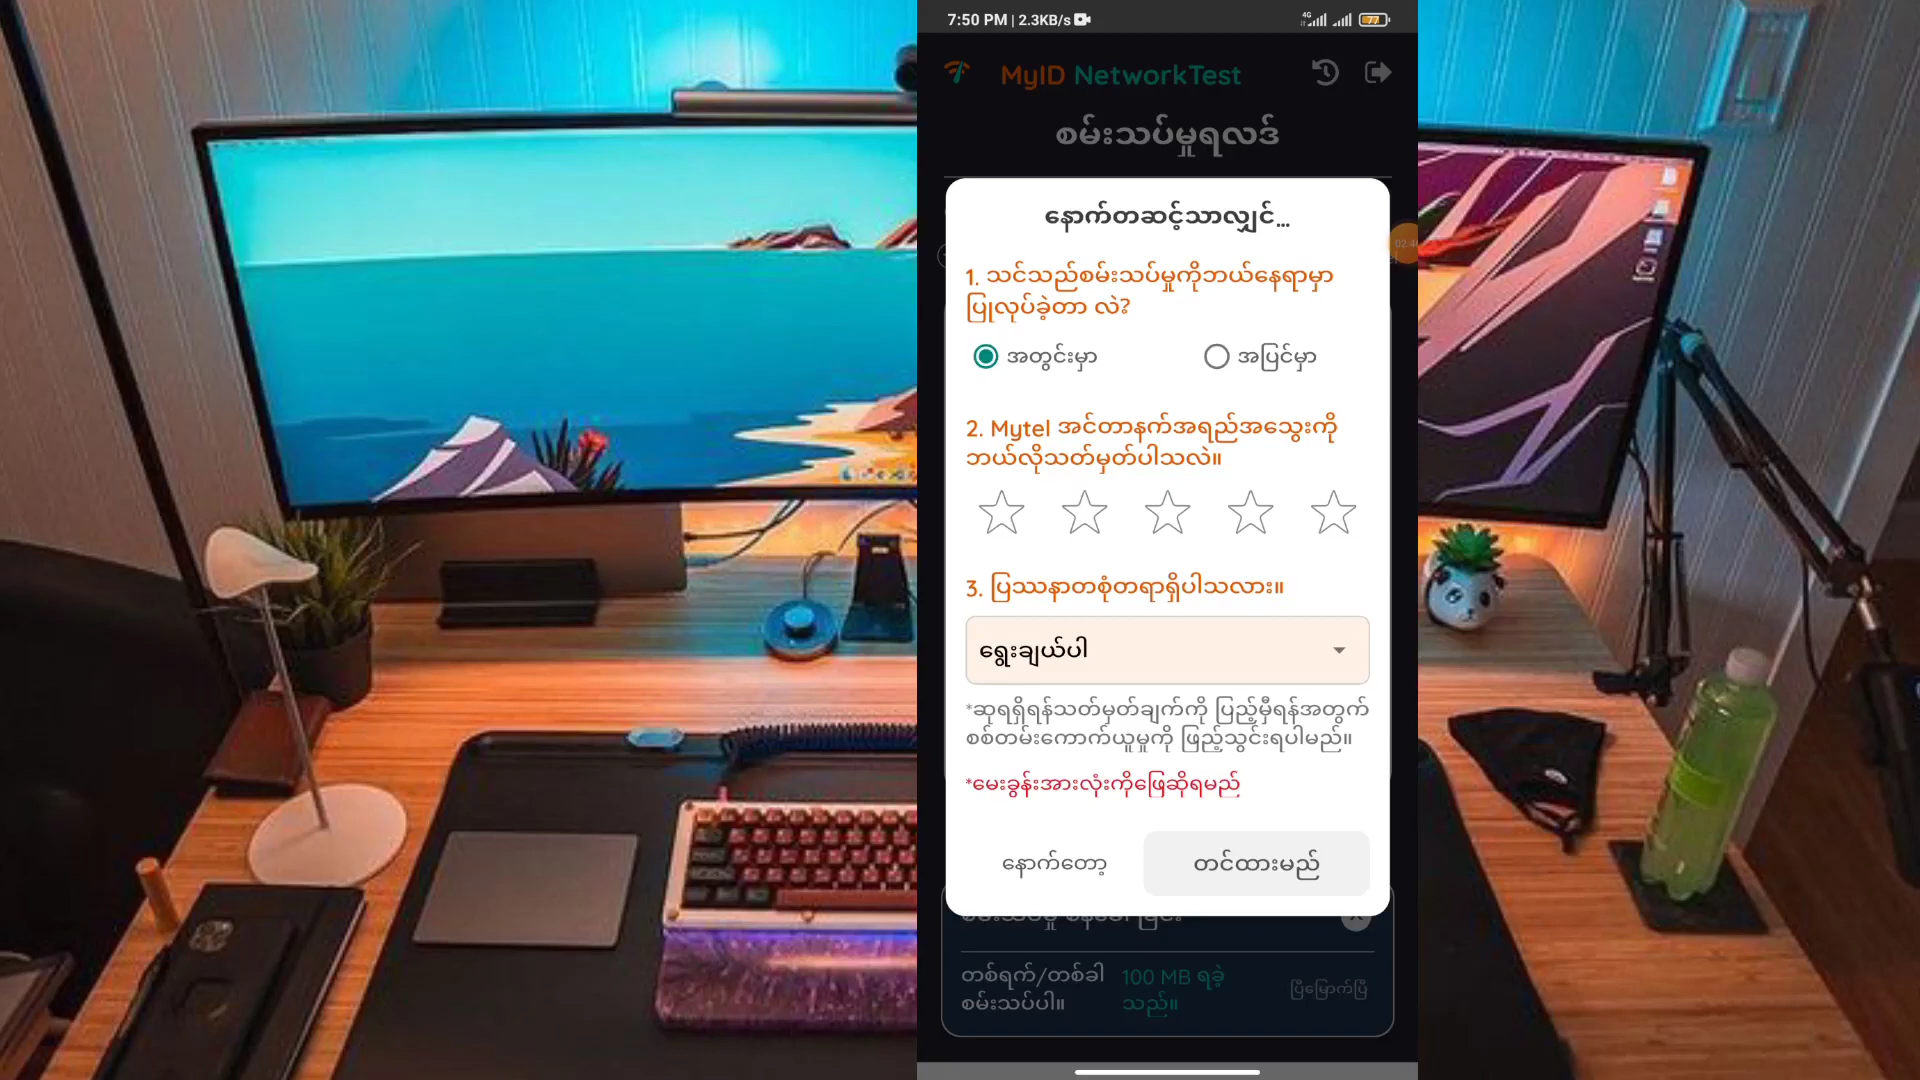 7:50 PM | 2.3KB/s
4G
77
MyID NetworkTest
စမ်းသပ်မှုရလဒ်
နောက်တဆင့်သာလျှင်...
1. သင်သည်စမ်းသပ်မှုကိုဘယ်နေရာမှာ
ပြုလုပ်ခဲ့တာ လဲ?
အတွင်းမှာ
အပြင်မှာ
2. Mytel အင်တာနက်အရည်အသွေးကို
ဘယ်လိုသတ်မှတ်ပါသလဲ။
3. ပြဿနာတစုံတရာရှိပါသလား။
ရွေးချယ်ပါ
*ဆုရရှိရန်သတ်မှတ်ချက်ကို ပြည့်မှီရန်အတွက်
စစ်တမ်းကောက်ယူမှုကို ဖြည့်သွင်းရပါမည်။
*မေးခွန်းအားလုံးကိုဖြေဆိုရမည်
နောက်တော့
တင်ထားမည်
တစ်ရက်/တစ်ခါ
စမ်းသပ်ပါ။
100 MB ရခဲ့
သည်။
ပြီးမြောက်ပြီ